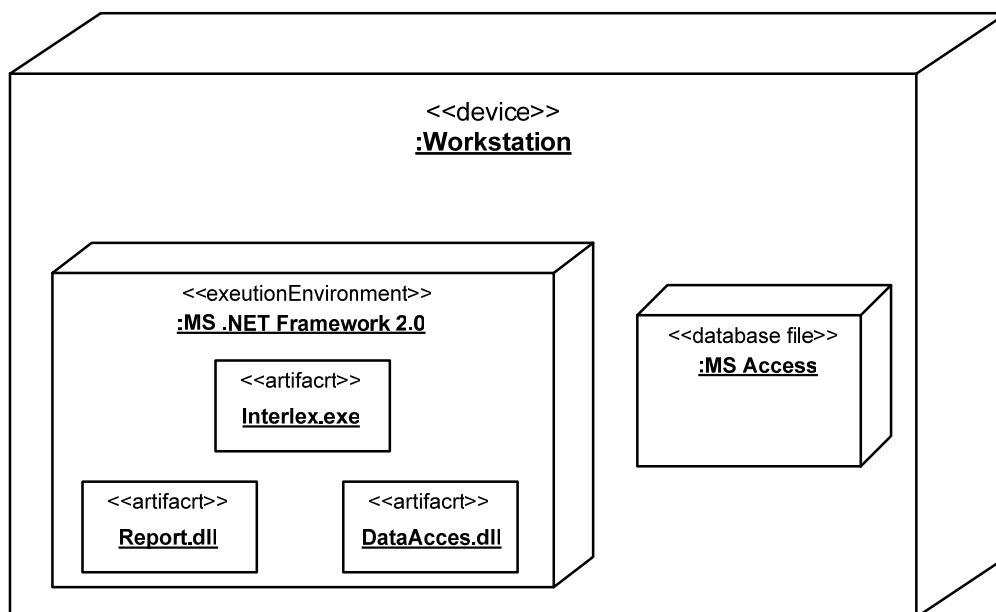 <<device>>
:Workstation
<<exeutionEnvironment>>
:MS .NET Framework 2.0
<<artifacrt>>
Interlex.exe
<<artifacrt>>
Report.dll
<<artifacrt>>
DataAcces.dll
<<database file>>
:MS Access